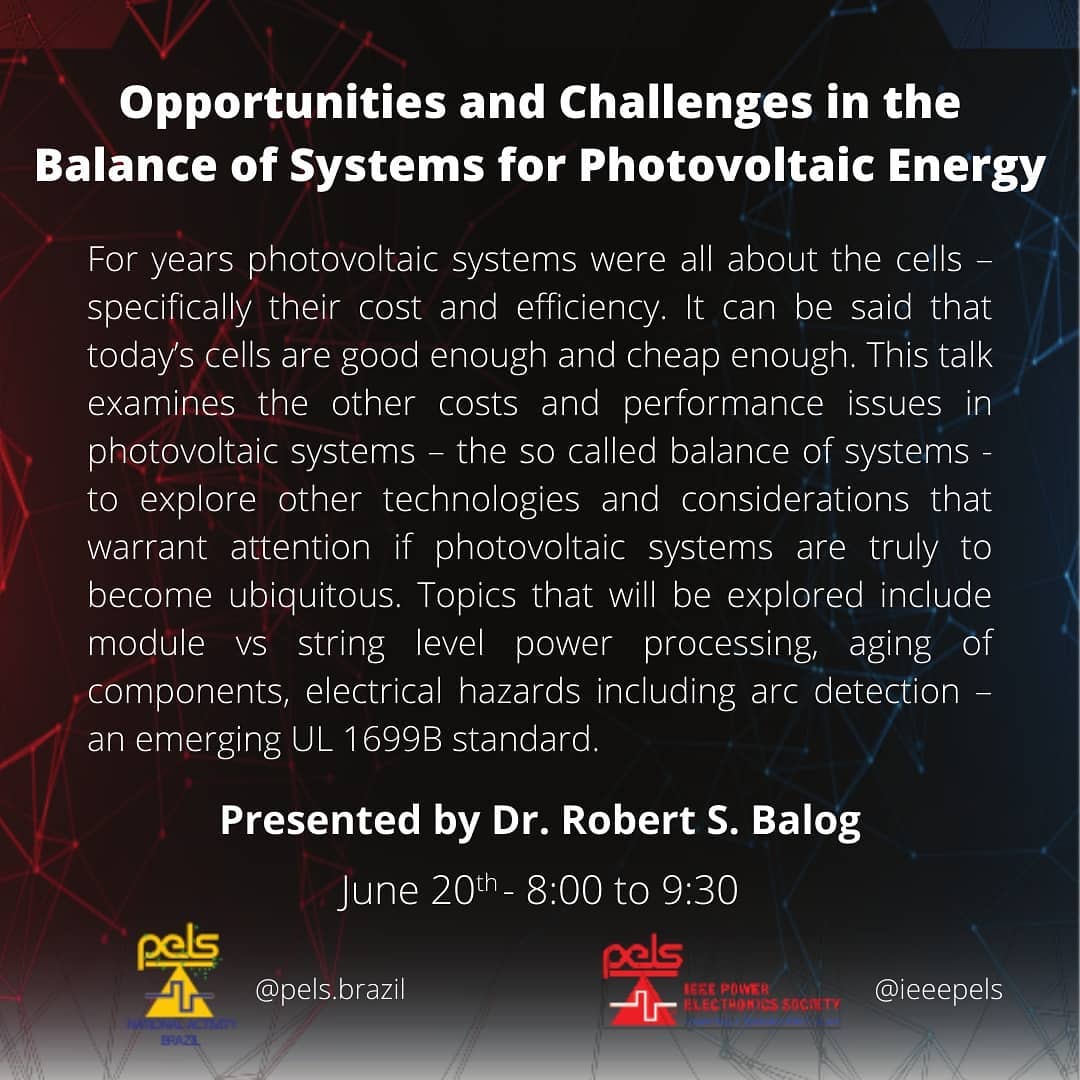 Opportunities and Challenges in the
Balance of Systems for Photovoltaic Energy
For years photovoltaic systems were all about the cells –
specifically their cost and efficiency. It can be said that
today’s cells are good enough and cheap enough. This talk
examines the other costs and performance issues in
photovoltaic systems – the so called balance of systems -
to explore other technologies and considerations that
warrant attention if photovoltaic systems are truly to
become ubiquitous. Topics that will be explored include
module vs string level power processing, aging of
components, electrical hazards including arc detection –
an emerging UL 1699B standard.
Presented by Dr. Robert S. Balog
June 20th - 8:00 to 9:30
pels
NATIONAL ACTIVITY
BRAZIL
@pels.brazil
pels
IEEE POWER
ELECTRONICS SOCIETY
@ieeepels